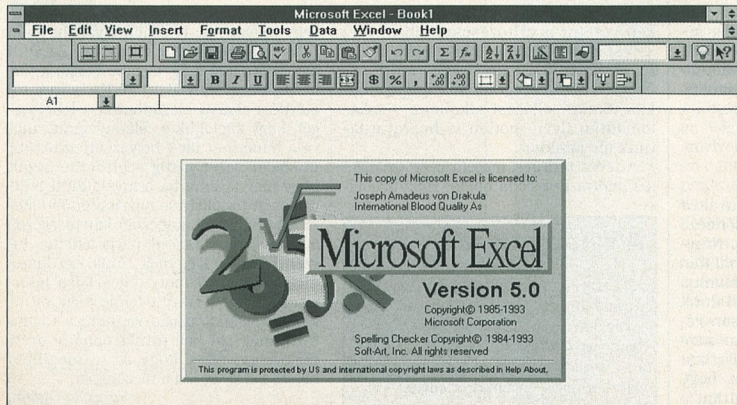 Microsoft Excel - Book1
File Edit View Insert Format Tools Data Window Help
B I U $ % ,
A1
This copy of Microsoft Excel is licensed to:
Joseph Amadeus von Drakula
International Blood Quality As
Microsoft Excel
Version 5.0
Copyright© 1985-1993
Microsoft Corporation
Spelling Checker Copyright© 1984-1993
Soft-Art, Inc. All rights reserved
This program is protected by US and international copyright laws as described in Help About.